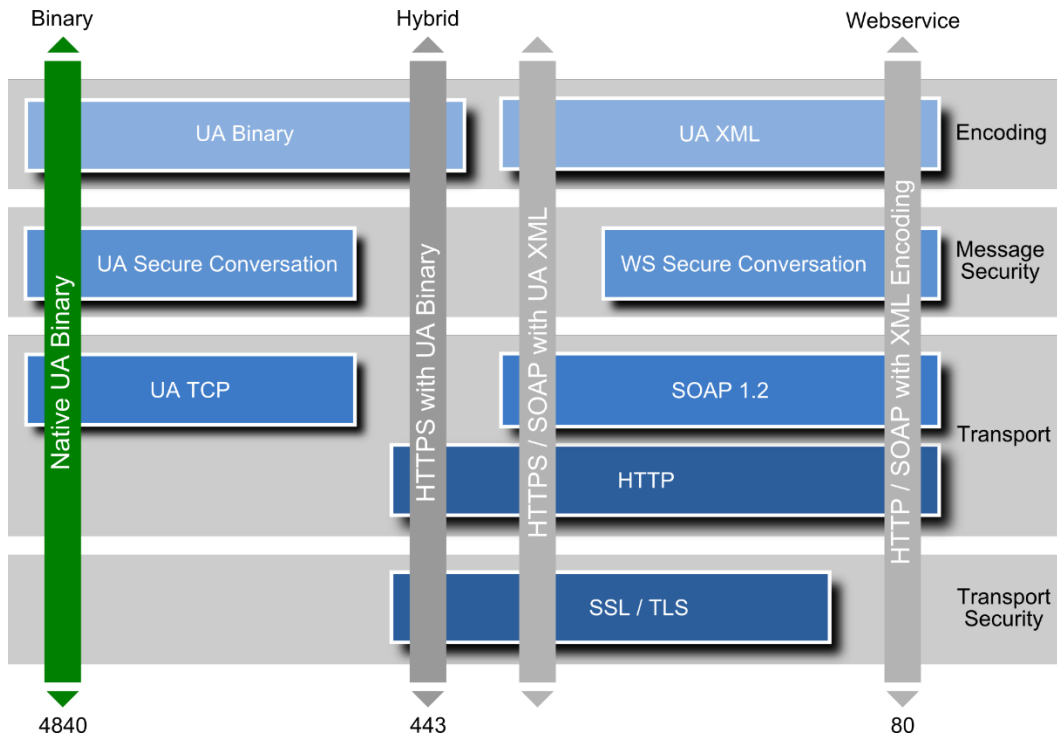 Binary
Hybrid
Webservice
UA Binary
UA XML
Encoding
UA Secure Conversation
WS Secure Conversation
Message
Security
UA TCP
SOAP 1.2
HTTP
Transport
SSL / TLS
Transport
Security
Native UA Binary
HTTPS with UA Binary
HTTPS / SOAP with UA XML
HTTP / SOAP with XML Encoding
4840
443
80